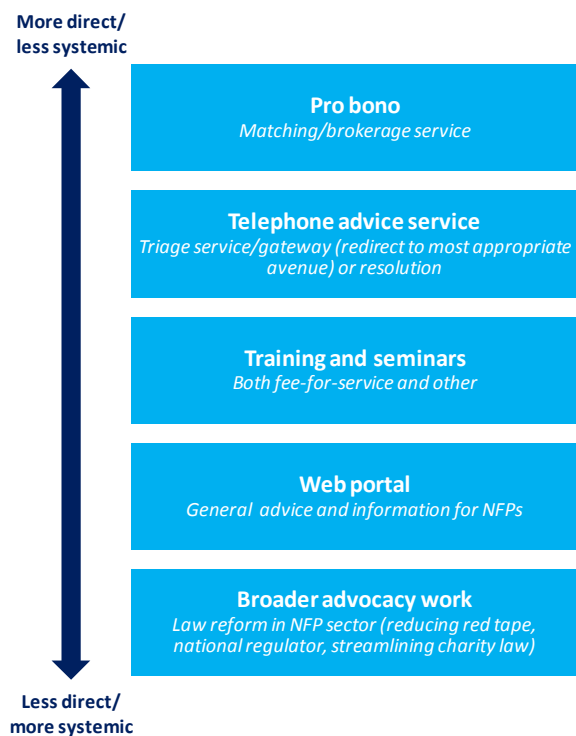 More direct/
less systemic
Pro bono
Matching/brokerage service
Telephone advice service
Triage service/gateway (redirect to most appropriate
avenue) or resolution
Training and seminars
Both fee-for-service and other
Web portal
General advice and information for NFPs
Broader advocacy work
Law reform in NFP sector (reducing red tape,
national regulator, streamlining charity law)
Less direct/
more systemic